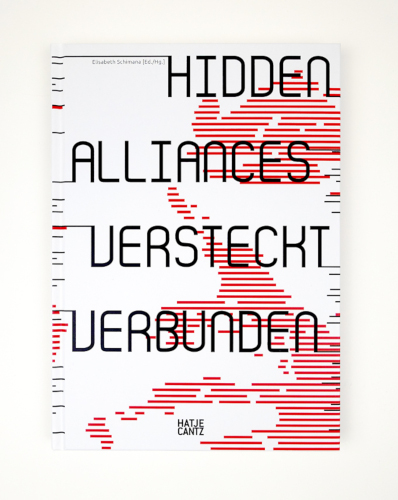 Elisabeth Schimana [Ed./Hg.]
HIDDEN
ALLIANCES
VERSTECKT
VERBUNDEN
HATJE
CANTZ